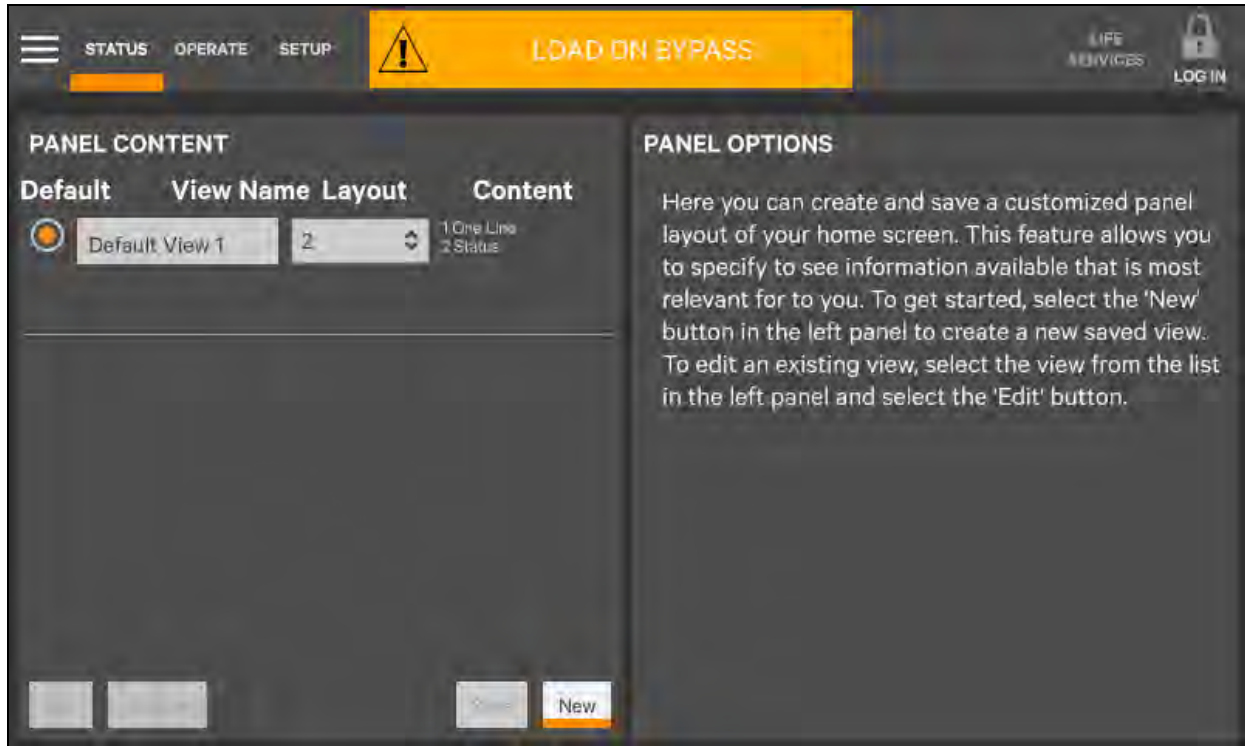 STATUS OPERATE SETUP
LOAD ON BYPASS
LIFE
SERVICES
LOG IN
PANEL CONTENT
Default View Name Layout Content
Default View 1 2
1 One Line
2 Status
New
PANEL OPTIONS
Here you can create and save a customized panel
layout of your home screen. This feature allows you
to specify to see information available that is most
relevant for to you. To get started, select the 'New'
button in the left panel to create a new saved view.
To edit an existing view, select the view from the list
in the left panel and select the 'Edit' button.